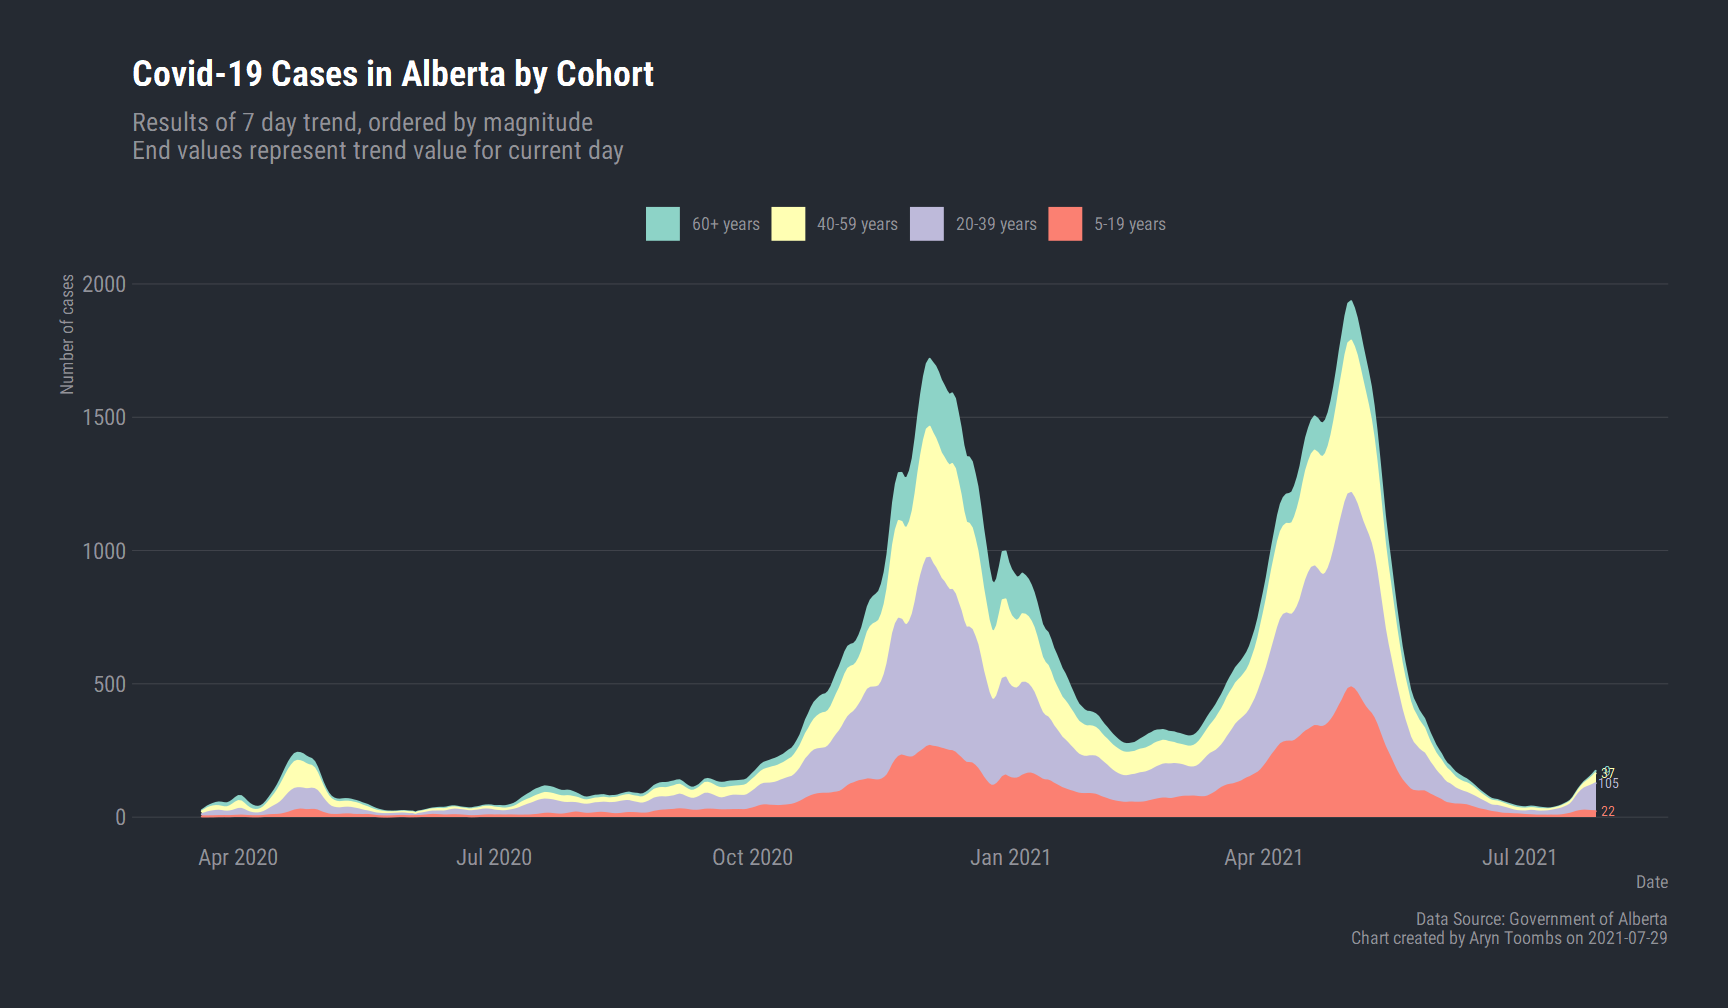 Covid-19 Cases in Alberta by Cohort
Results of 7 day trend, ordered by magnitude
End values represent trend value for current day
60+ years
40-59 years
20-39 years
5-19 years
Number of cases
2000
1500
1000
500
0
37
105
22
Apr 2020
Jul 2020
Oct 2020
Jan 2021
Apr 2021
Jul 2021
Date
Data Source: Government of Alberta
Chart created by Aryn Toombs on 2021-07-29